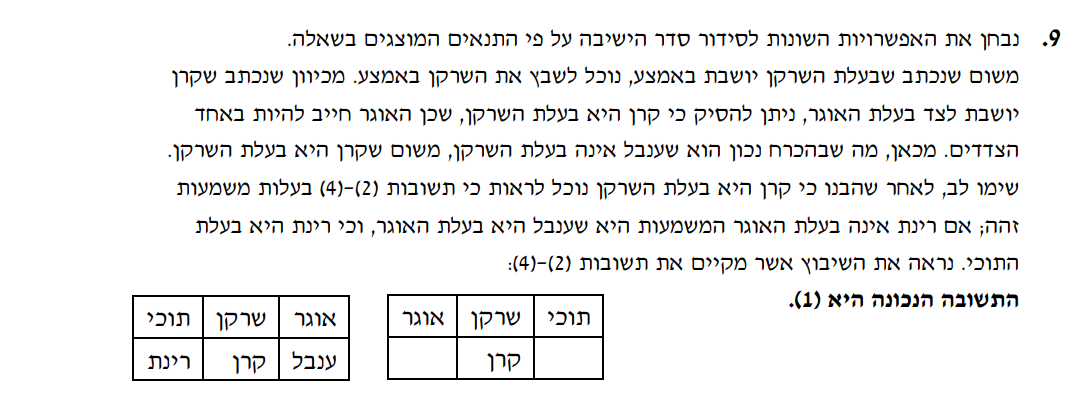 9. נבחן את האפשרויות השונות לסידור סדר הישיבה על פי התנאים המוצגים בשאלה.
משום שנכתב שבעלת השרקן יושבת באמצע, נוכל לשבץ את השרקן באמצע. מכיוון שנכתב שקרן
יושבת לצד בעלת האוגר, ניתן להסיק כי קרן היא בעלת השרקן, שכן האוגר חייב להיות באחד
הצדדים. מכאן, מה שבהכרח נכון הוא שענבל אינה בעלת השרקן, משום שקרן היא בעלת השרקן.
שימו לב, לאחר שהבנו כי קרן היא בעלת השרקן נוכל לראות כי תשובות (2)-(4) בעלות משמעות
זהה; אם רינת אינה בעלת האוגר המשמעות היא שענבל היא בעלת האוגר, וכי רינת היא בעלת
התוכי. נראה את השיבוץ אשר מקיים את תשובות (2)-(4):
התשובה הנכונה היא (1).
תוכי שרקן אוגר
קרן
אוגר שרקן תוכי
ענבל קרן רינת